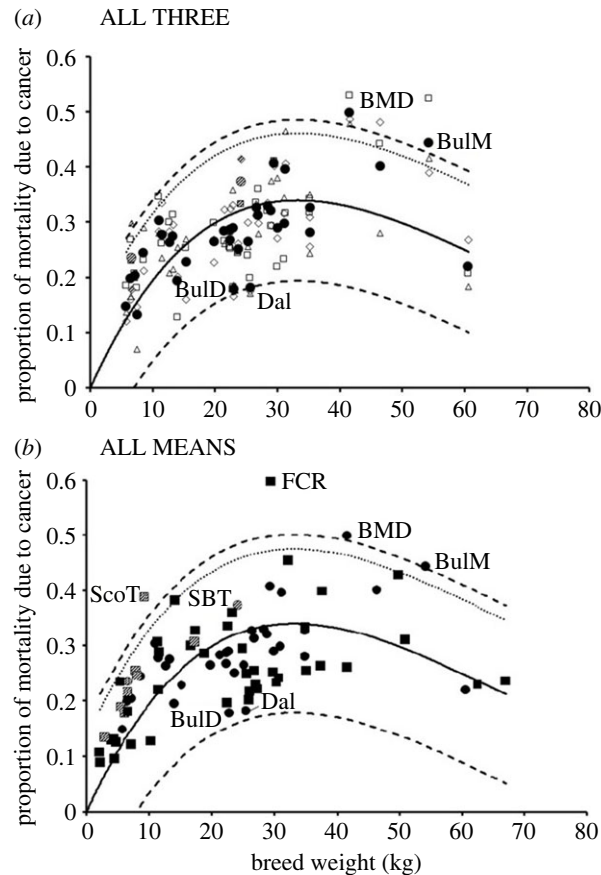 (a) ALL THREE
proportion of mortality due to cancer
0.6
0.5
0.4
0.3
0.2
0.1
0
BMD
BulM
BulD
Dal
0 10 20 30 40 50 60 70 80
(b) ALL MEANS
proportion of mortality due to cancer
0.6
0.5
0.4
0.3
0.2
0.1
0
FCR
BMD
BulM
ScoT
SBT
BulD
Dal
0 10 20 30 40 50 60 70 80
breed weight (kg)